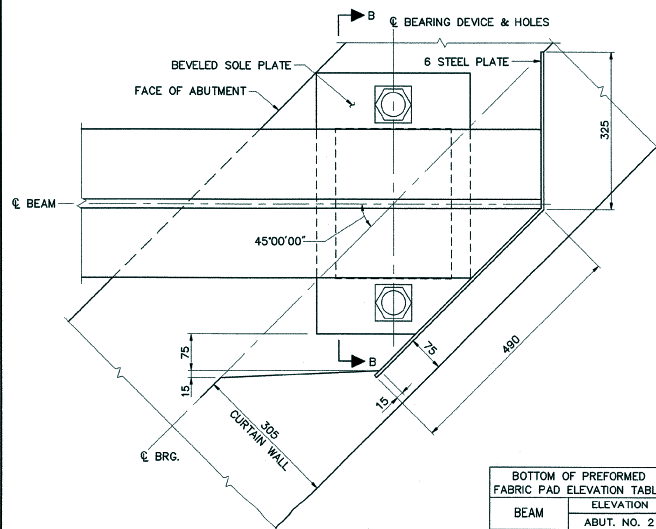 B
℄ BEARING DEVICE & HOLES
BEVELED SOLE PLATE
6 STEEL PLATE
FACE OF ABUTMENT
325
℄ BEAM
45°00'00"
490
75
75
B
15
15
305
CURTAIN WALL
℄ BRG.
BOTTOM OF PREFORMED
FABRIC PAD ELEVATION TABL
BEAM
ELEVATION
ABUT. NO. 2